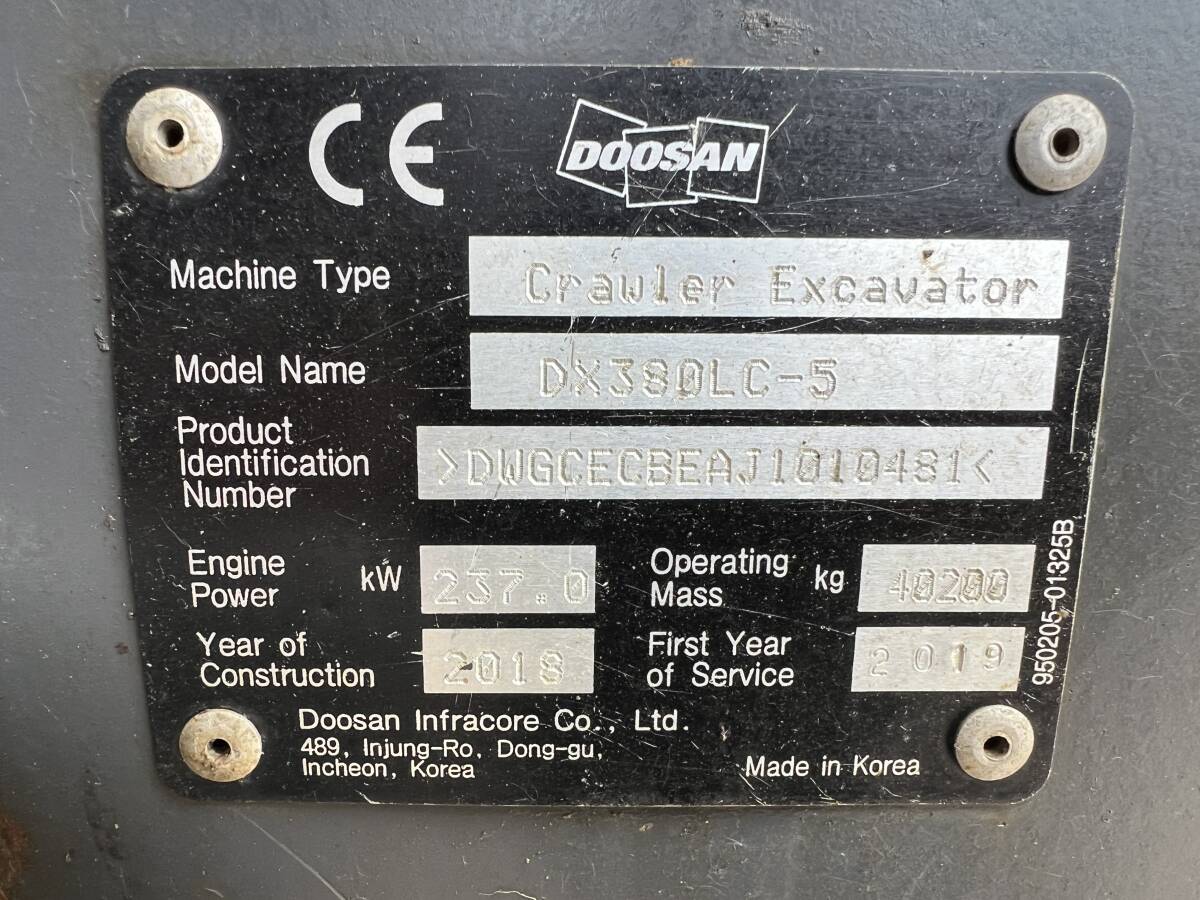 CE
DOOSAN
Machine Type Crawler Excavator
Model Name DX380LC-5
Product
Identification
Number >DWGCECBEAJ1010481<
Engine
Power kW 237.0
Operating
Mass kg 40200
Year of
Construction 2018
First Year
of Service 2019
950205-01325B
Doosan Infracore Co., Ltd.
489, Injung-Ro, Dong-gu,
Incheon, Korea
Made in Korea